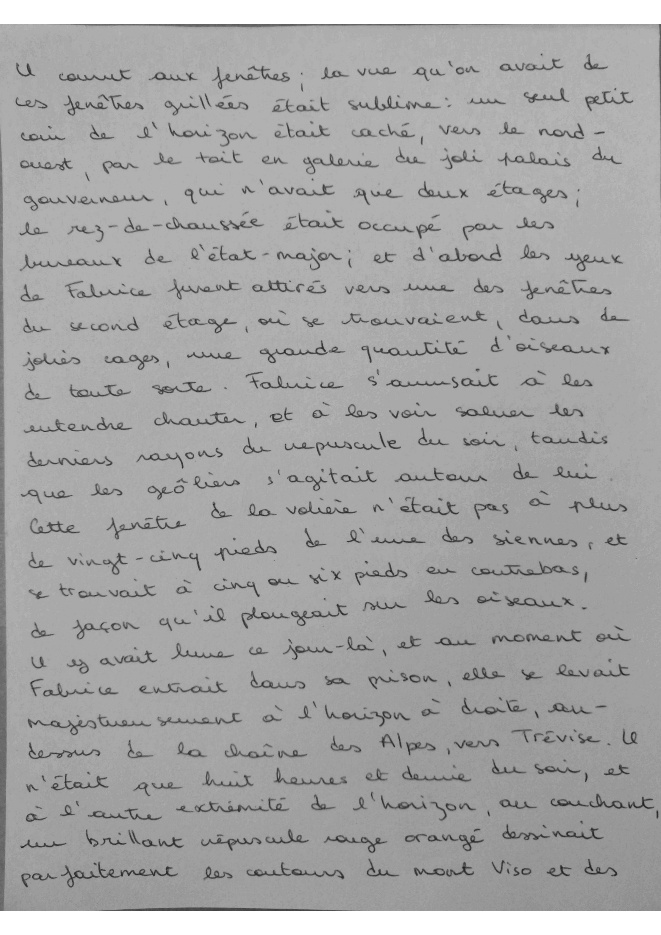 Il courut aux fenêtres ; la vue qu'on avait de
ces fenêtres grillées était sublime : un seul petit
coin de l'horizon était caché, vers le nord-
ouest, par le toit en galerie du joli palais du
gouverneur, qui n'avait que deux étages ;
le rez-de-chaussée était occupé par les
bureaux de l'état-major ; et d'abord les yeux
de Fabrice furent attirés vers une des fenêtres
du second étage, où se trouvaient, dans de
joliès cages, une grande quantité d'oiseaux
de toute sorte. Fabrice s'amusait à les
entendre chanter, et à les voir saluer les
derniers rayons du crépuscule du soir, tandis
que les geôliers s'agitait autour de lui.
Cette fenêtre de la volière n'était pas à plus
de vingt-cinq pieds de l'une des siennes, et
se trouvait à cinq ou six pieds en contrebas,
de façon qu'il plongeait sur les oiseaux.
Il y avait lune ce jour-là, et au moment où
Fabrice entrait dans sa prison, elle se levait
majéstueusement à l'horizon à droite, au-
dessus de la chaîne des Alpes, vers Trévise. Il
n'était que huit heures et demie du soir, et
à l'autre extrémité de l'horizon, au couchant,
un brillant crépuscule rouge orangé dessinait
parfaitement les contours du mont Viso et des